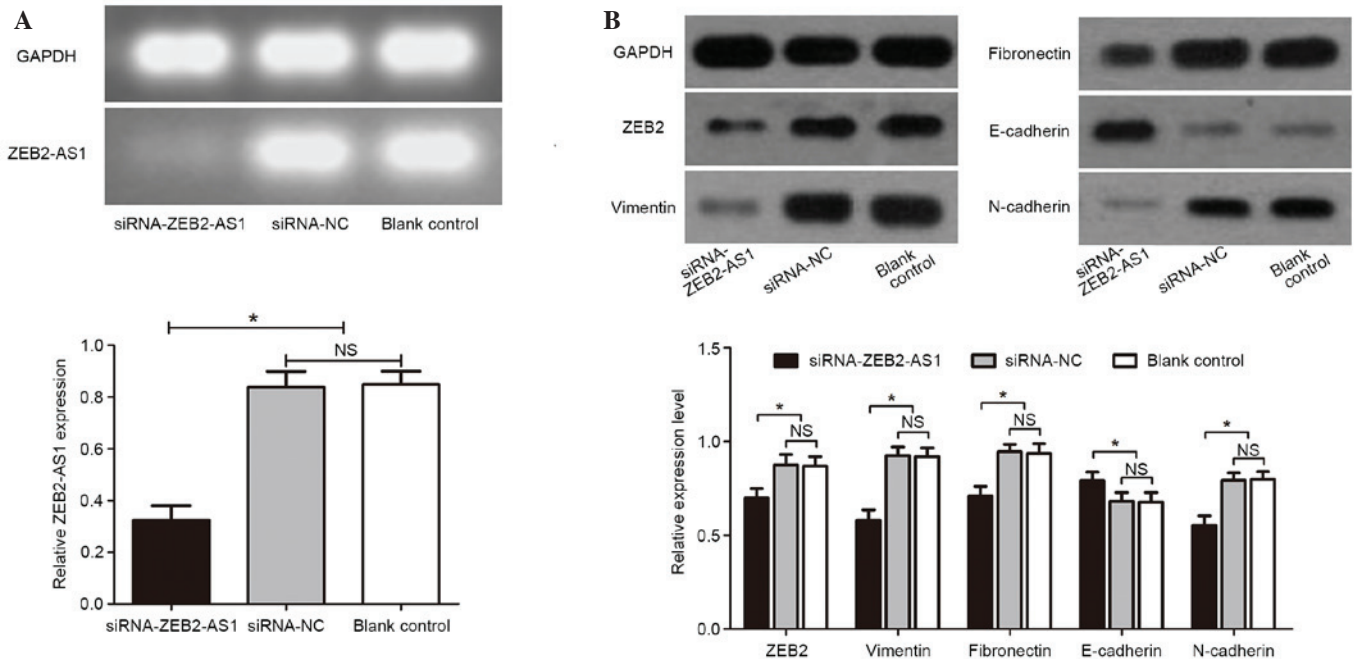 A
GAPDH
ZEB2-AS1
siRNA-ZEB2-AS1 siRNA-NC Blank control
*
NS
Relative ZEB2-AS1 expression
1.0
0.8
0.6
0.4
0.2
0.0
siRNA-ZEB2-AS1 siRNA-NC Blank control
B
GAPDH
ZEB2
Vimentin
siRNA-
ZEB2-AS1
siRNA-NC
Blank
control
Fibronectin
E-cadherin
N-cadherin
siRNA-
ZEB2-AS1
siRNA-NC
Blank
control
Relative expression level
1.5
1.0
0.5
0.0
siRNA-ZEB2-AS1 siRNA-NC Blank control
* NS
* NS
* NS
* NS
* NS
ZEB2 Vimentin Fibronectin E-cadherin N-cadherin